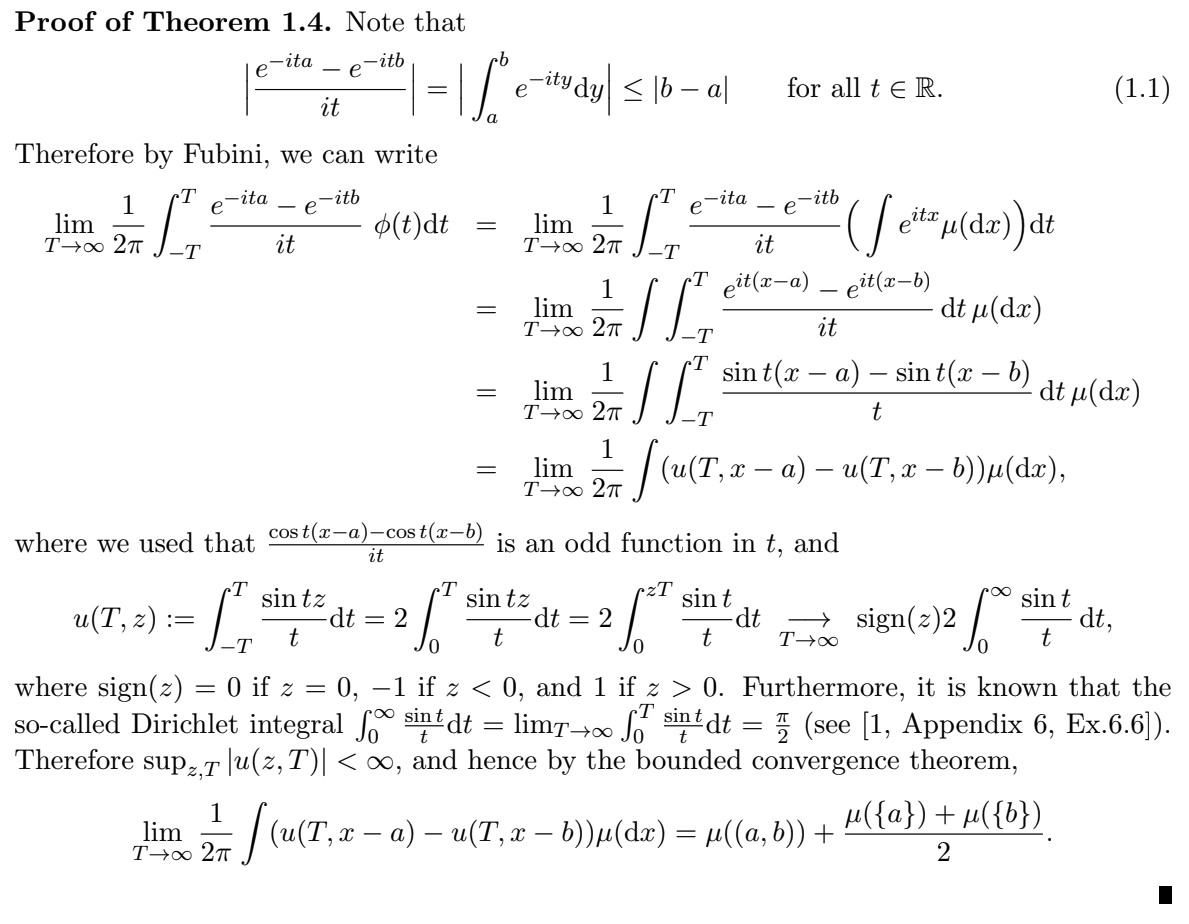 **Proof of Theorem 1.4.** Note that
$$\left|\frac{e^{-ita} - e^{-itb}}{it}\right| = \left|\int_a^b e^{-ity}\mathrm{d}y\right| \leq |b-a| \qquad \text{for all } t \in \mathbb{R}. \tag{1.1}$$
Therefore by Fubini, we can write
$$\lim_{T\to\infty} \frac{1}{2\pi} \int_{-T}^{T} \frac{e^{-ita} - e^{-itb}}{it} \phi(t)\mathrm{d}t = \lim_{T\to\infty} \frac{1}{2\pi} \int_{-T}^{T} \frac{e^{-ita} - e^{-itb}}{it} \Big( \int e^{itx} \mu(\mathrm{d}x) \Big) \mathrm{d}t$$
$$= \lim_{T\to\infty} \frac{1}{2\pi} \int \int_{-T}^{T} \frac{e^{it(x-a)} - e^{it(x-b)}}{it} \mathrm{d}t\, \mu(\mathrm{d}x)$$
$$= \lim_{T\to\infty} \frac{1}{2\pi} \int \int_{-T}^{T} \frac{\sin t(x-a) - \sin t(x-b)}{t} \mathrm{d}t\, \mu(\mathrm{d}x)$$
$$= \lim_{T\to\infty} \frac{1}{2\pi} \int (u(T, x-a) - u(T, x-b))\mu(\mathrm{d}x),$$
where we used that $\frac{\cos t(x-a) - \cos t(x-b)}{it}$ is an odd function in $t$, and
$$u(T, z) := \int_{-T}^{T} \frac{\sin tz}{t} \mathrm{d}t = 2 \int_0^T \frac{\sin tz}{t} \mathrm{d}t = 2 \int_0^{zT} \frac{\sin t}{t} \mathrm{d}t \underset{T\to\infty}{\longrightarrow} \text{sign}(z) 2 \int_0^\infty \frac{\sin t}{t} \mathrm{d}t,$$
where sign$(z) = 0$ if $z = 0$, $-1$ if $z < 0$, and $1$ if $z > 0$. Furthermore, it is known that the
so-called Dirichlet integral $\int_0^\infty \frac{\sin t}{t} \mathrm{d}t = \lim_{T\to\infty} \int_0^T \frac{\sin t}{t} \mathrm{d}t = \frac{\pi}{2}$ (see [1, Appendix 6, Ex.6.6]).
Therefore $\sup_{z,T} |u(z, T)| < \infty$, and hence by the bounded convergence theorem,
$$\lim_{T\to\infty} \frac{1}{2\pi} \int (u(T, x-a) - u(T, x-b))\mu(\mathrm{d}x) = \mu((a, b)) + \frac{\mu(\{a\}) + \mu(\{b\})}{2}.$$
∎